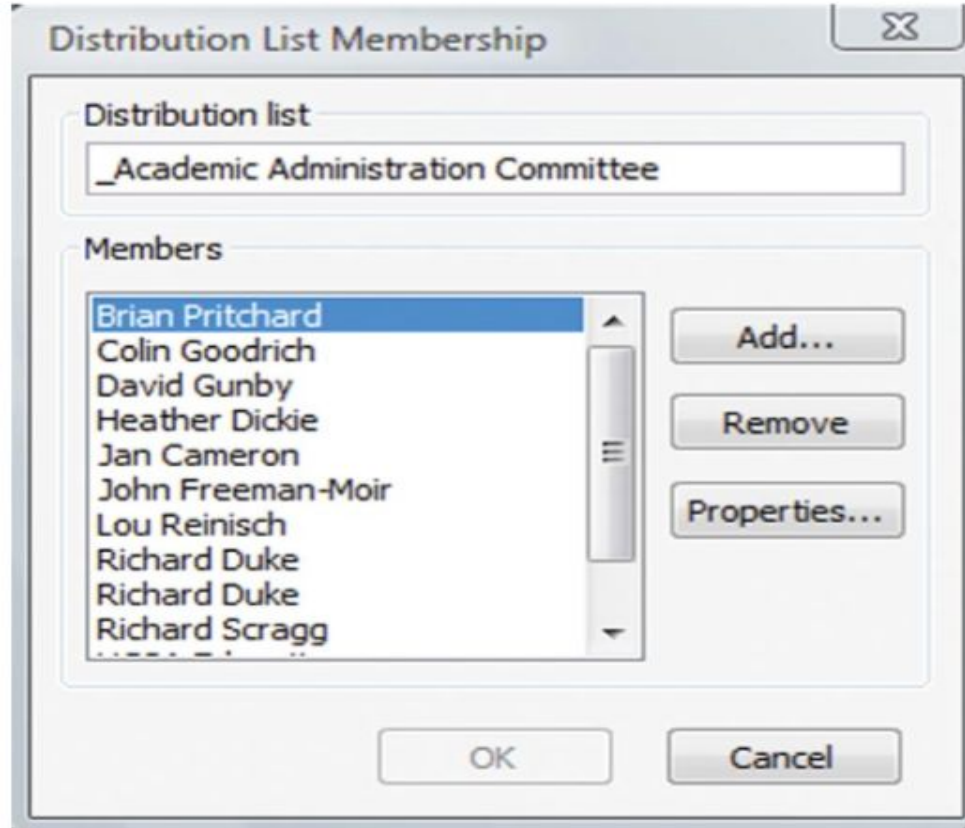 Distribution List Membership
Distribution list
_Academic Administration Committee
Members
Brian Pritchard
Colin Goodrich
David Gunby
Heather Dickie
Jan Cameron
John Freeman-Moir
Lou Reinisch
Richard Duke
Richard Duke
Richard Scragg
Add...
Remove
Properties...
OK
Cancel